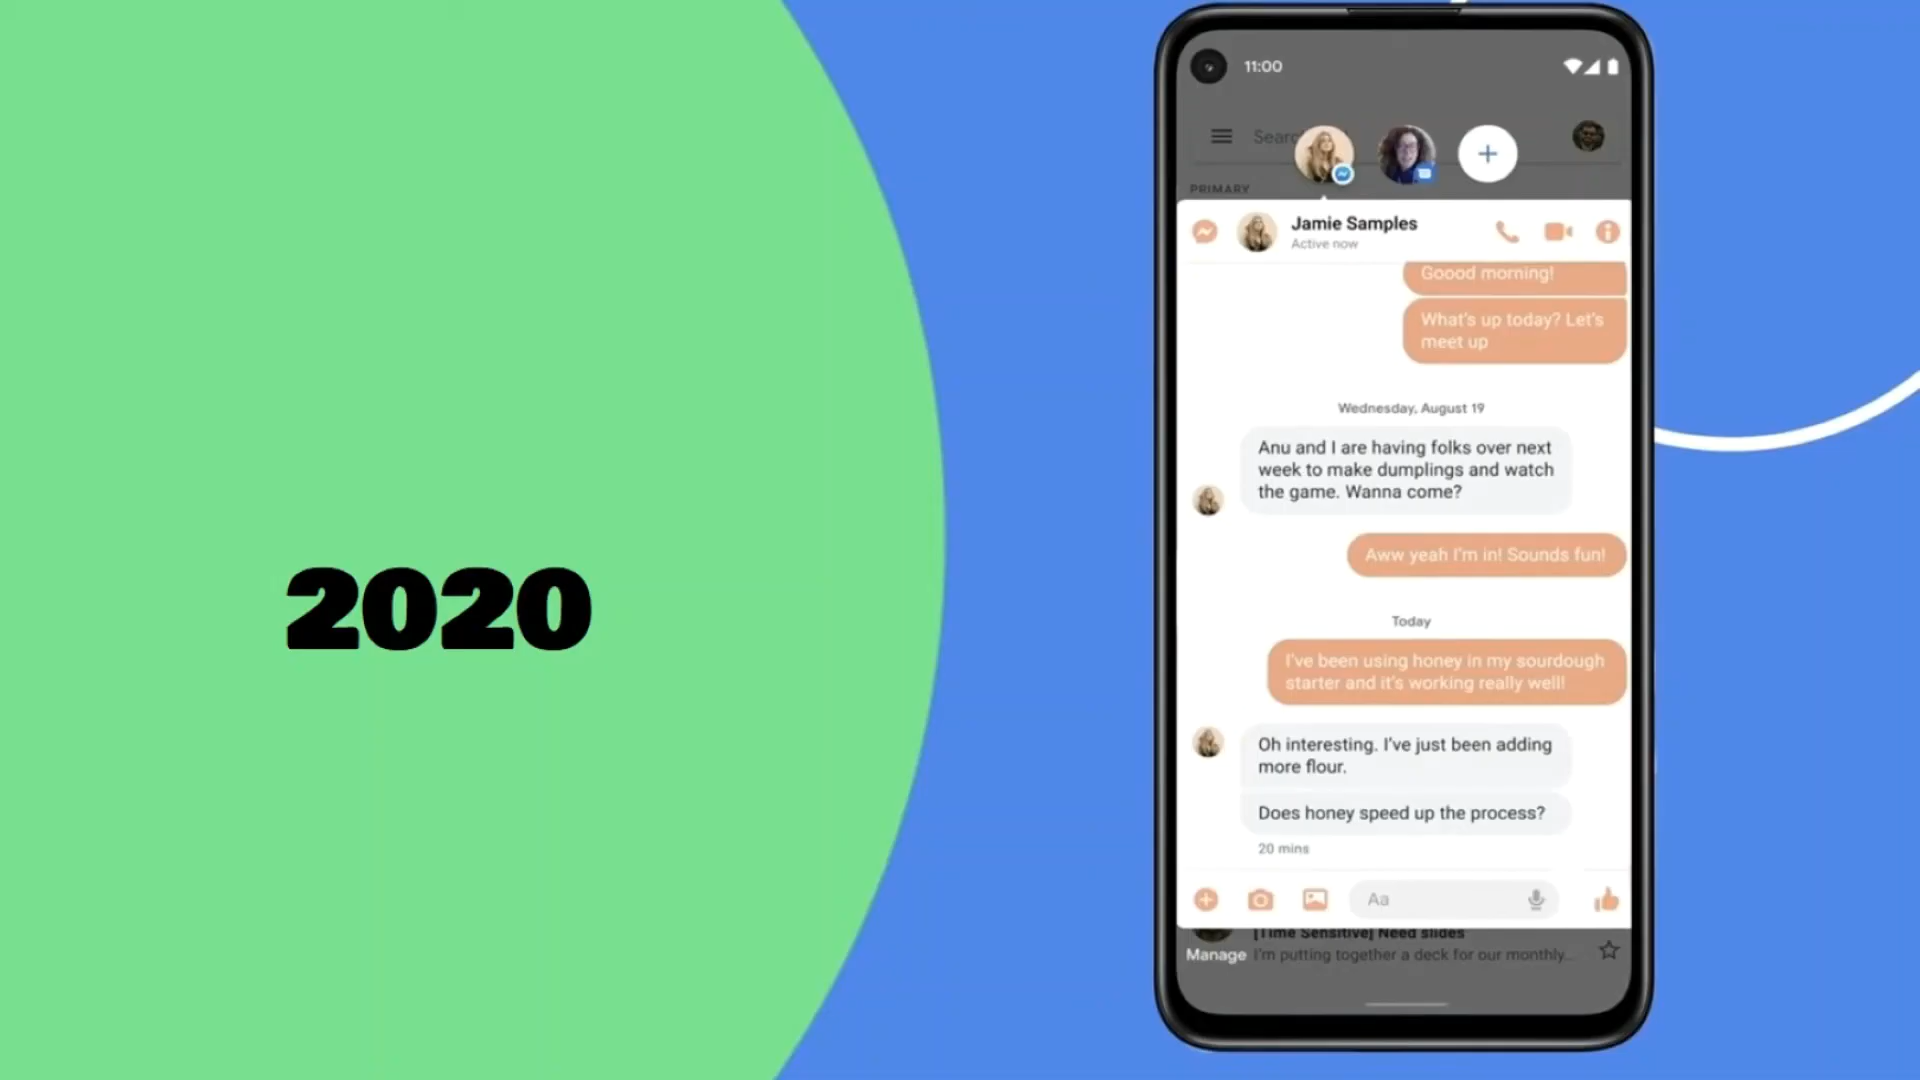 2020
11:00
Sear
PRIMARY
Jamie Samples
Active now
Goood morning!
What's up today? Let's
meet up
Wednesday, August 19
Anu and I are having folks over next
week to make dumplings and watch
the game. Wanna come?
Aww yeah I'm in! Sounds fun!
Today
I've been using honey in my sourdough
starter and it's working really well!
Oh interesting. I've just been adding
more flour.
Does honey speed up the process?
20 mins
Aa
[Time Sensitive] Need slides
Manage
I'm putting together a deck for our monthly...